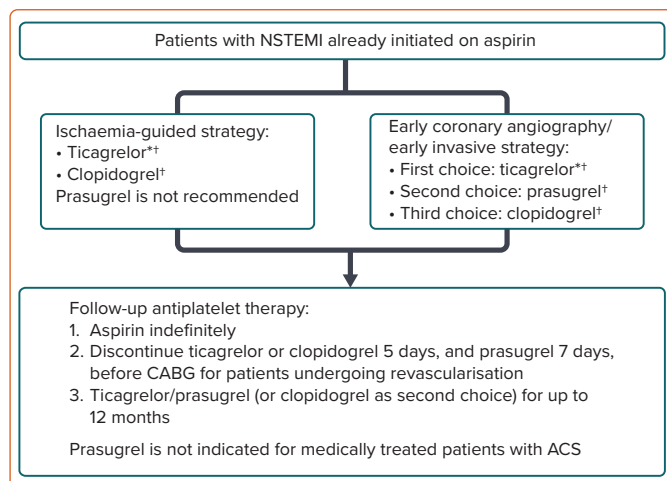 Patients with NSTEMI already initiated on aspirin
Ischaemia-guided strategy:
• Ticagrelor*†
• Clopidogrel†
Prasugrel is not recommended
Early coronary angiography/
early invasive strategy:
• First choice: ticagrelor*†
• Second choice: prasugrel†
• Third choice: clopidogrel†
Follow-up antiplatelet therapy:
1. Aspirin indefinitely
2. Discontinue ticagrelor or clopidogrel 5 days, and prasugrel 7 days,
before CABG for patients undergoing revascularisation
3. Ticagrelor/prasugrel (or clopidogrel as second choice) for up to
12 months
Prasugrel is not indicated for medically treated patients with ACS